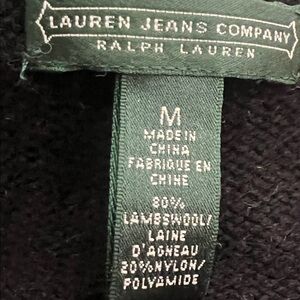 LAUREN JEANS COMPANY
RALPH LAUREN
M
MADE IN
CHINA
FABRIQUE EN
CHINE
80%
LAMBSWOOL/
LAINE
D'AGNEAU
20%NYLON/
POLYAMIDE